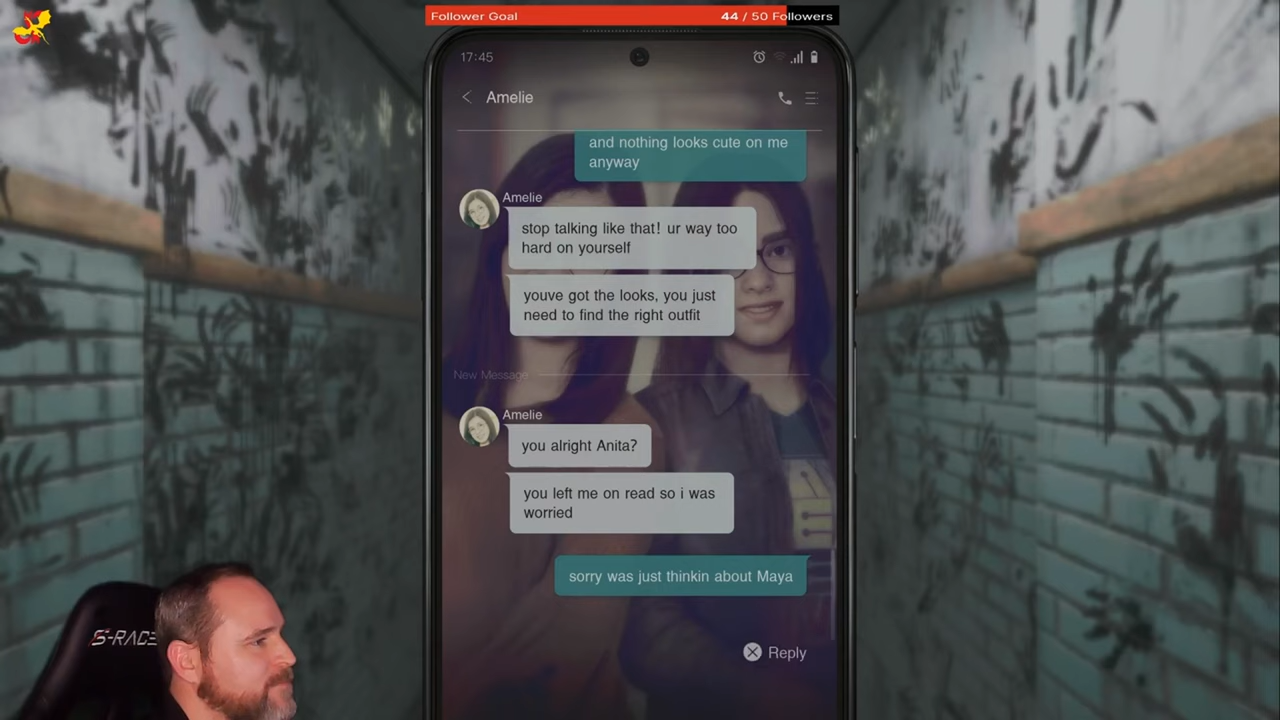 Follower Goal
44 / 50 Followers
17:45
Amelie
and nothing looks cute on me
anyway
Amelie
stop talking like that! ur way too
hard on yourself
youve got the looks, you just
need to find the right outfit
New Message
Amelie
you alright Anita?
you left me on read so i was
worried
sorry was just thinkin about Maya
Reply
S-RACE